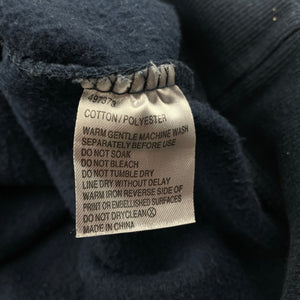 497373
COTTON/POLYESTER
WARM GENTLE MACHINE WASH
SEPARATELY BEFORE USE
DO NOT SOAK
DO NOT BLEACH
DO NOT TUMBLE DRY
LINE DRY WITHOUT DELAY
WARM IRON REVERSE SIDE OF
PRINT OR EMBELLISHED SURFACES
DO NOT DRYCLEAN Ⓧ
MADE IN CHINA